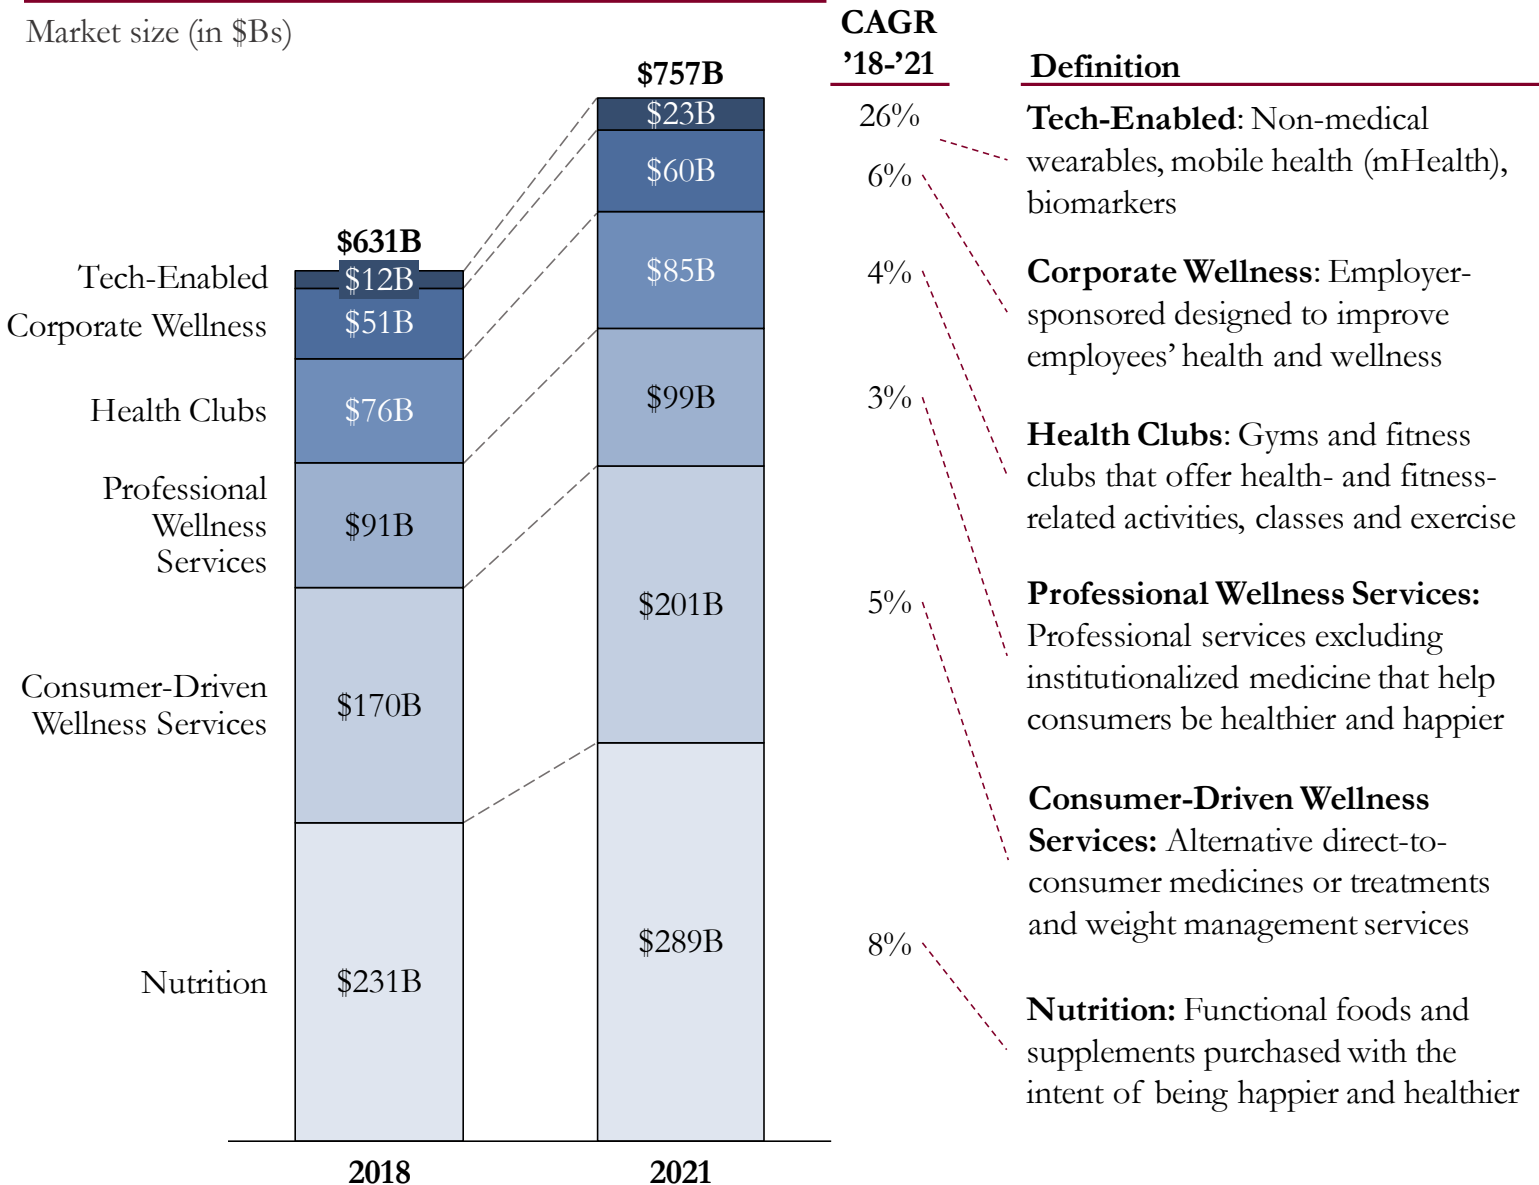 Market size (in $Bs)
CAGR
’18-’21
Definition
$631B
$12B
$51B
$76B
$91B
$170B
$231B
$757B
$23B
$60B
$85B
$99B
$201B
$289B
Tech-Enabled
Corporate Wellness
Health Clubs
Professional
Wellness
Services
Consumer-Driven
Wellness Services
Nutrition
2018
2021
26%
6%
4%
3%
5%
8%
Tech-Enabled: Non-medical
wearables, mobile health (mHealth),
biomarkers
Corporate Wellness: Employer-
sponsored designed to improve
employees’ health and wellness
Health Clubs: Gyms and fitness
clubs that offer health- and fitness-
related activities, classes and exercise
Professional Wellness Services:
Professional services excluding
institutionalized medicine that help
consumers be healthier and happier
Consumer-Driven Wellness
Services: Alternative direct-to-
consumer medicines or treatments
and weight management services
Nutrition: Functional foods and
supplements purchased with the
intent of being happier and healthier